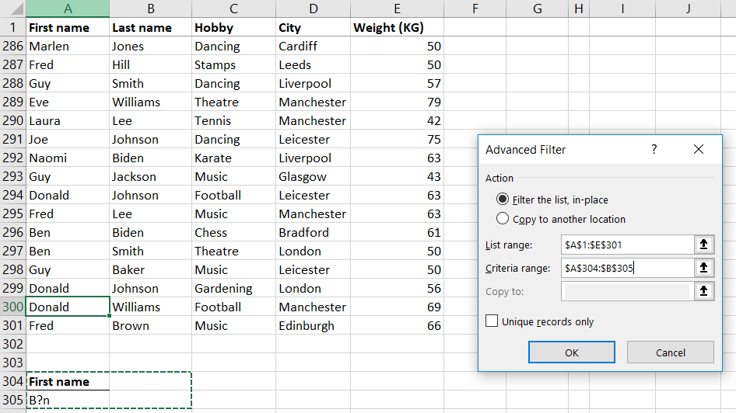 A B C D E F G H I J
1 First name Last name Hobby City Weight (KG)
286 Marlen Jones Dancing Cardiff 50
287 Fred Hill Stamps Leeds 50
288 Guy Smith Dancing Liverpool 57
289 Eve Williams Theatre Manchester 79
290 Laura Lee Tennis Manchester 42
291 Joe Johnson Dancing Leicester 75
292 Naomi Biden Karate Liverpool 63
293 Guy Jackson Music Glasgow 43
294 Donald Johnson Football Leicester 63
295 Fred Lee Music Manchester 63
296 Ben Biden Chess Bradford 61
297 Ben Smith Theatre London 50
298 Guy Baker Music Leicester 50
299 Donald Johnson Gardening London 56
300 Donald Williams Football Manchester 69
301 Fred Brown Music Edinburgh 66
302
303
304 First name
305 B?n
Advanced Filter ?
Action
Filter the list, in-place
Copy to another location
List range: $A$1:$E$301
Criteria range: $A$304:$B$305
Copy to:
Unique records only
OK Cancel